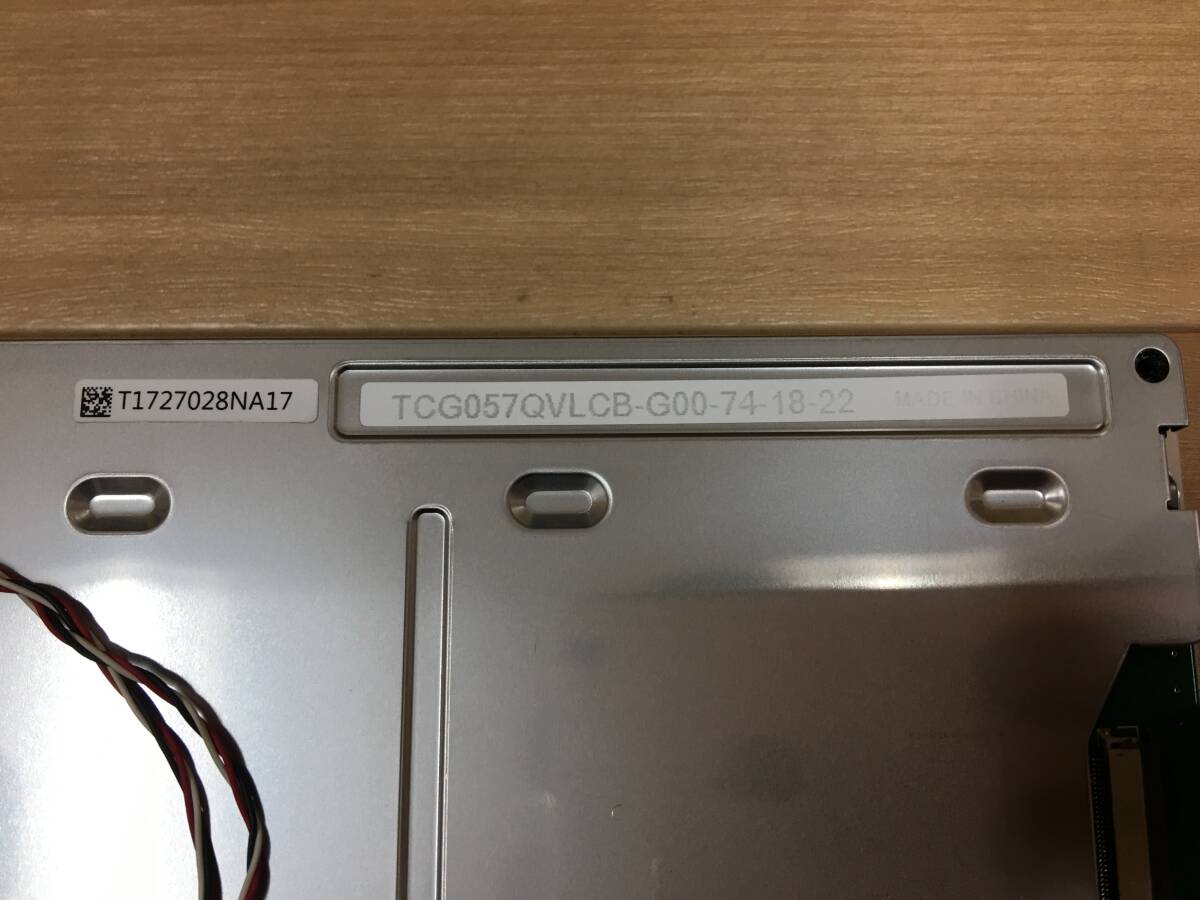 T1727028NA17
TCG057QVLCB-G00-74-18-22 MADE IN CHINA